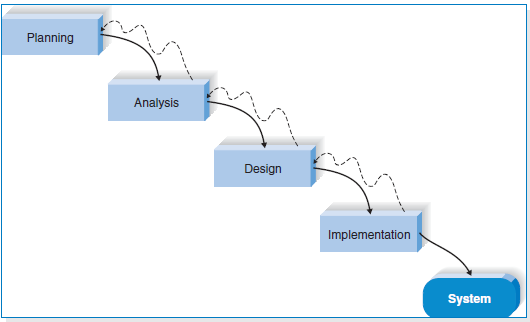 Planning
Analysis
Design
Implementation
System